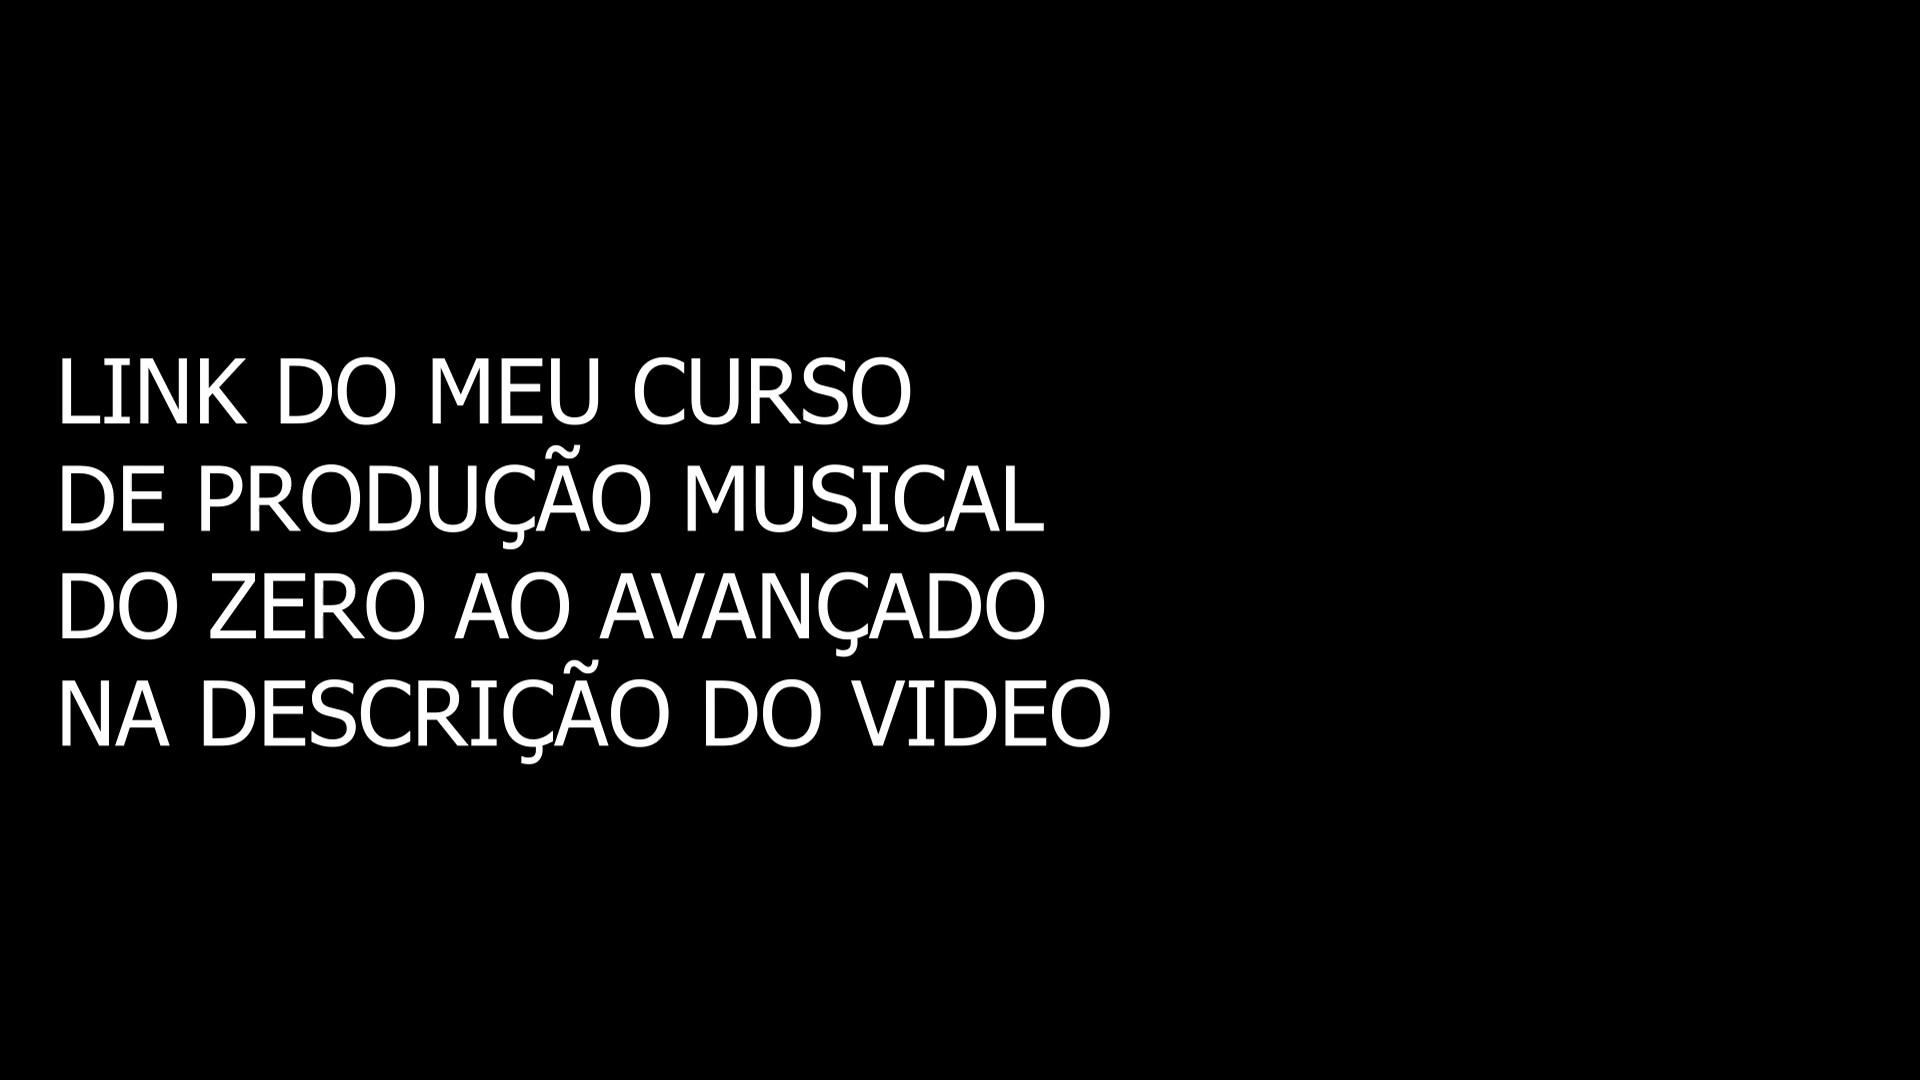 LINK DO MEU CURSO
DE PRODUÇÃO MUSICAL
DO ZERO AO AVANÇADO
NA DESCRIÇÃO DO VIDEO